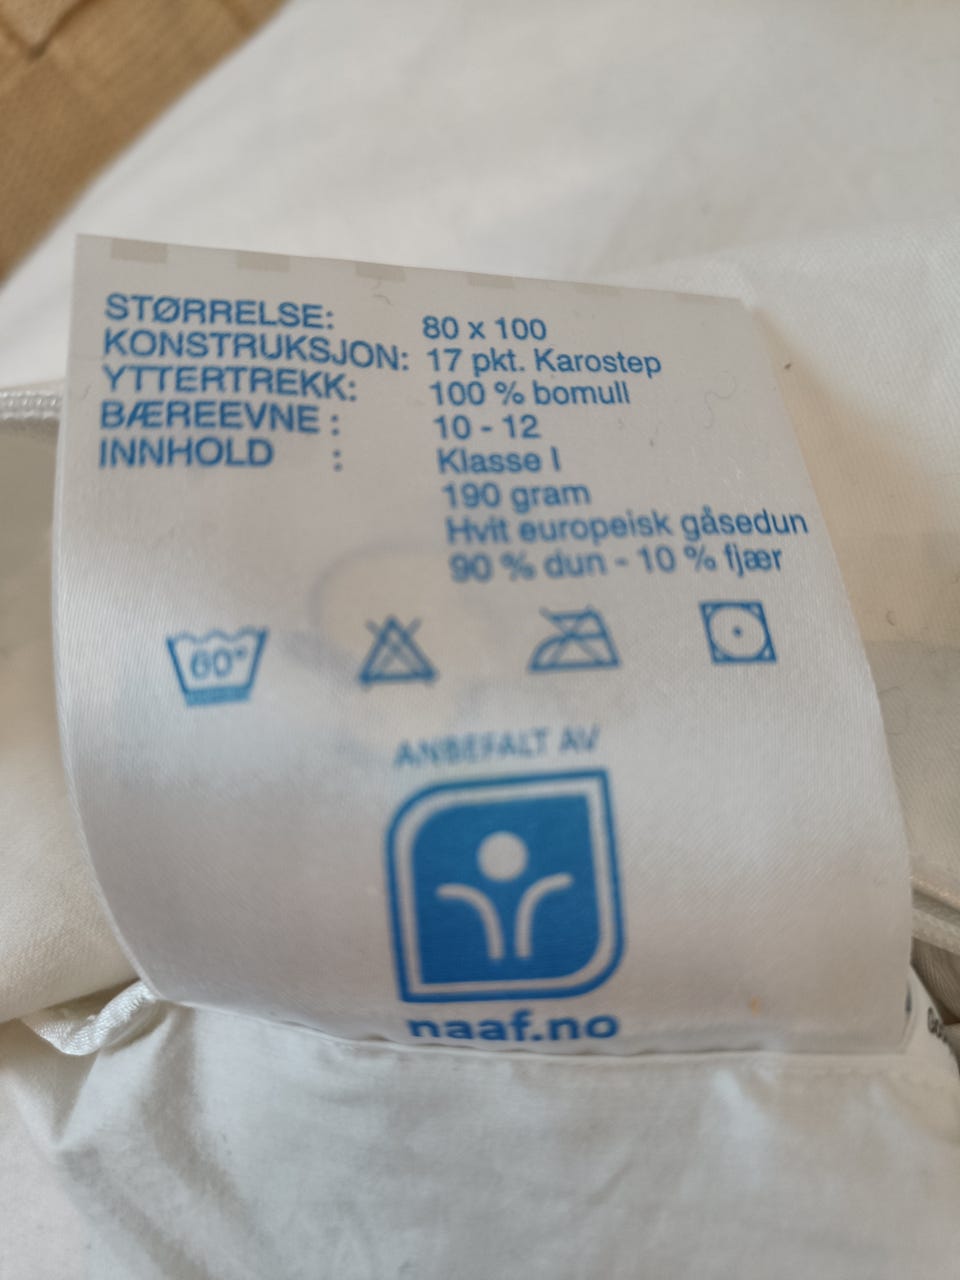 STØRRELSE: 80 x 100
KONSTRUKSJON: 17 pkt. Karostep
YTTERTREKK: 100 % bomull
BÆREEVNE : 10 - 12
INNHOLD : Klasse I
190 gram
Hvit europeisk gåsedun
90 % dun - 10 % fjær
60°
ANBEFALT AV
naaf.no